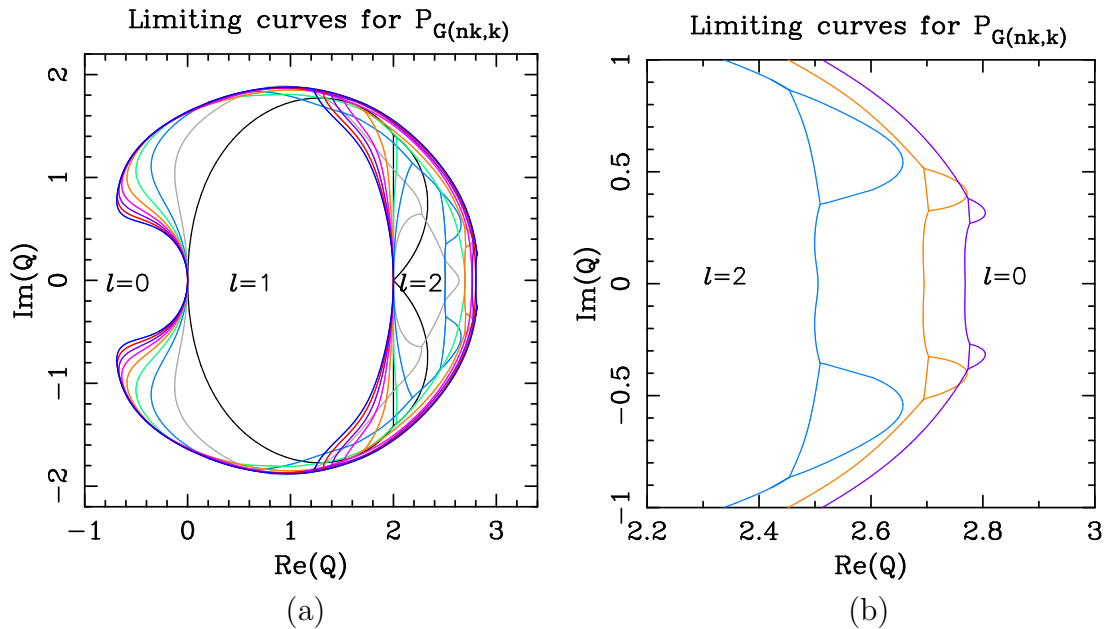 Limiting curves for P_G(nk,k)
Im(Q)
2
1
0
−1
−2
l=0
l=1
l=2
−1
0
1
2
3
Re(Q)
(a)
Limiting curves for P_G(nk,k)
Im(Q)
1
0.5
0
−0.5
−1
l=2
l=0
2.2
2.4
2.6
2.8
3
Re(Q)
(b)